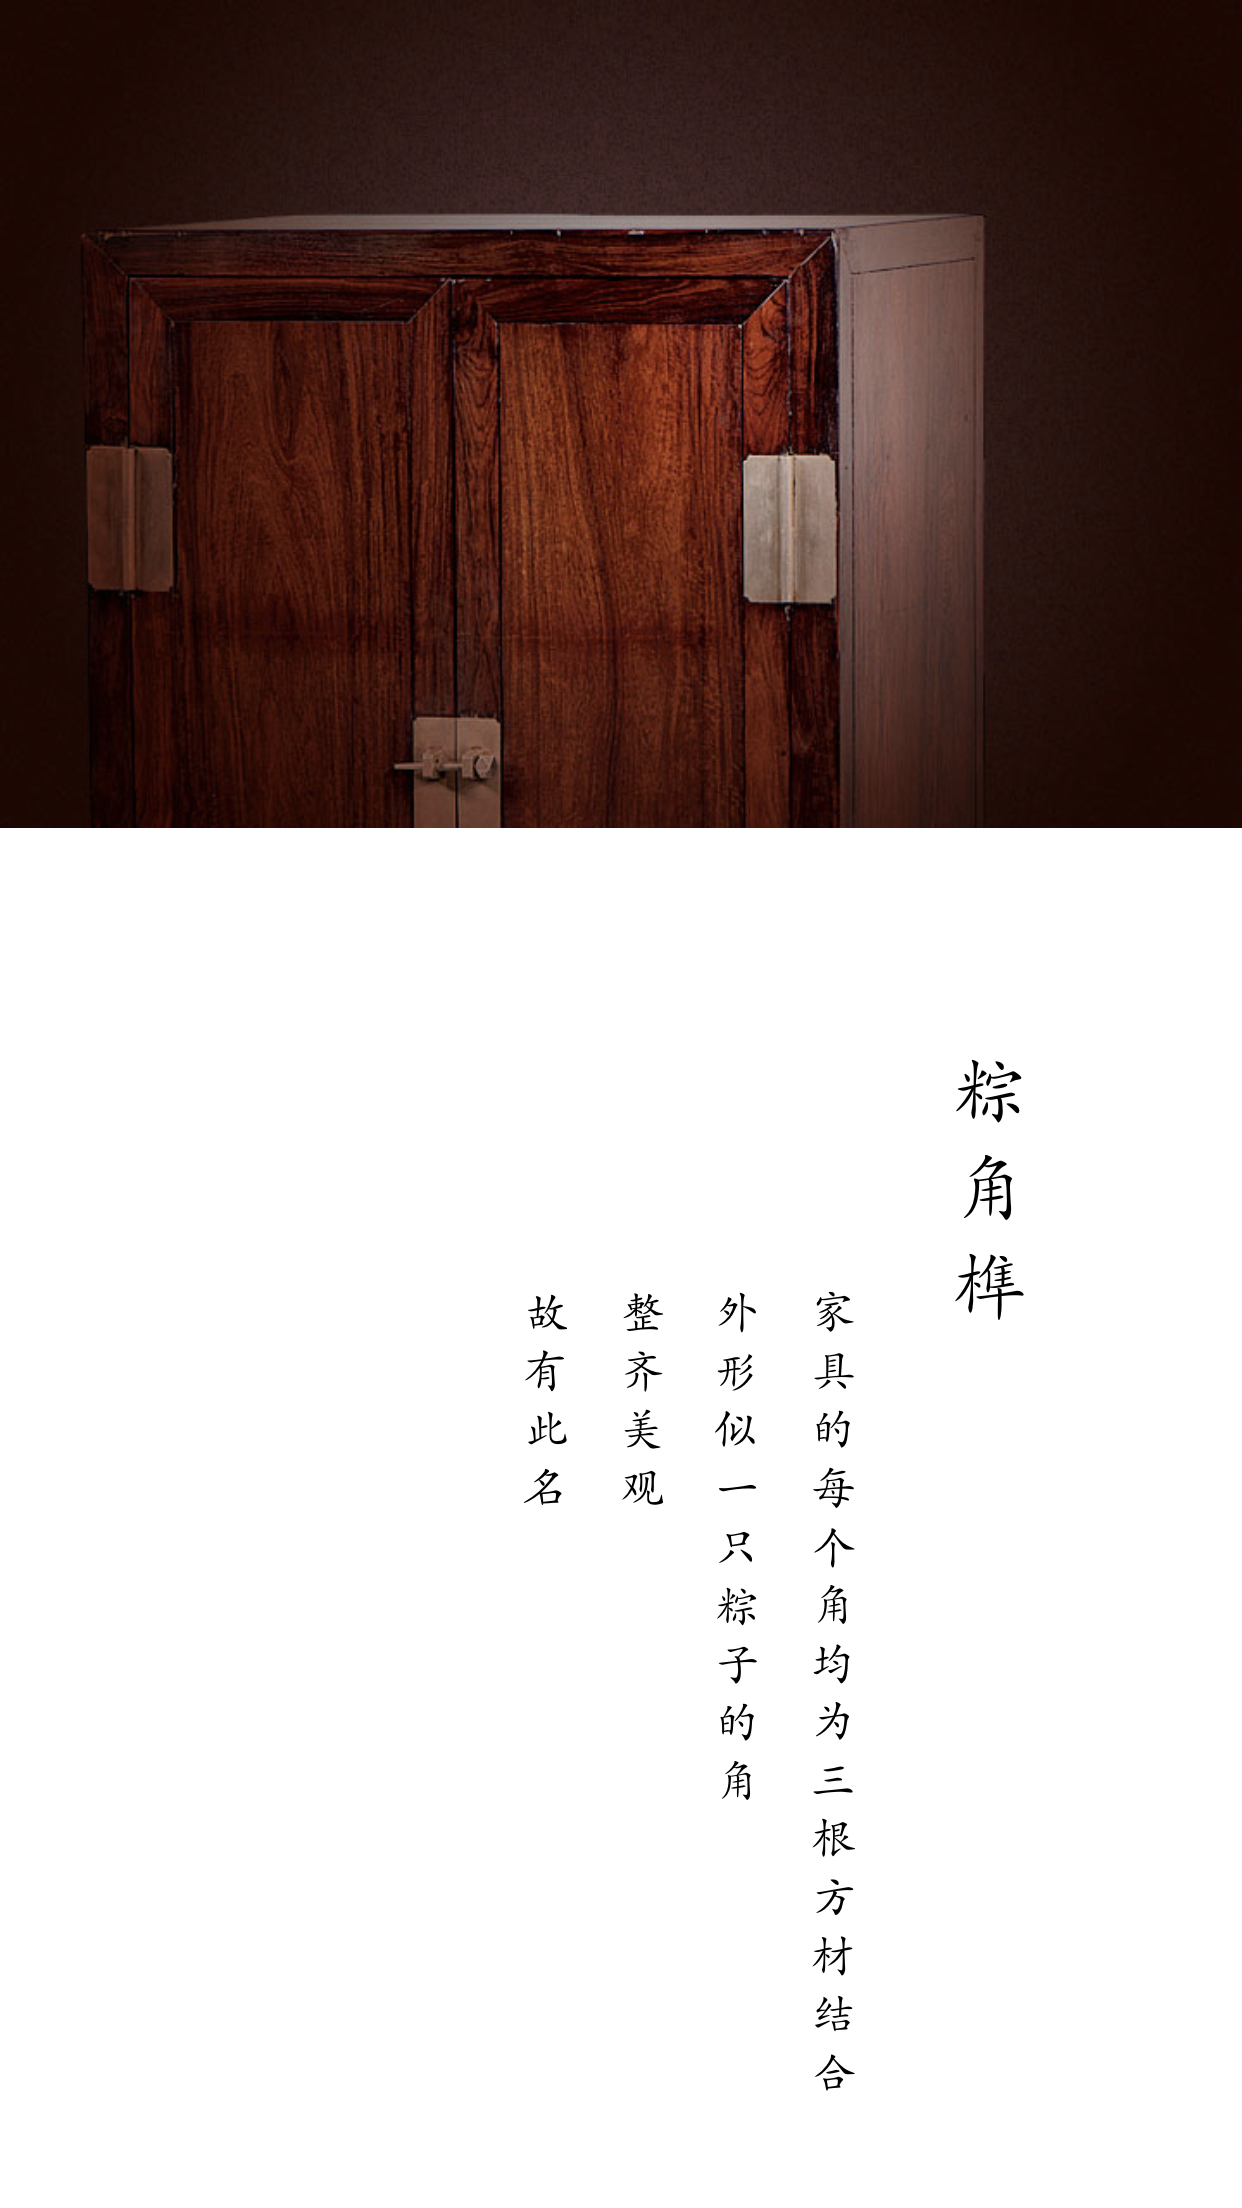 粽角榫
家具的每个角均为三根方材结合
外形似一只粽子的角
整齐美观
故有此名